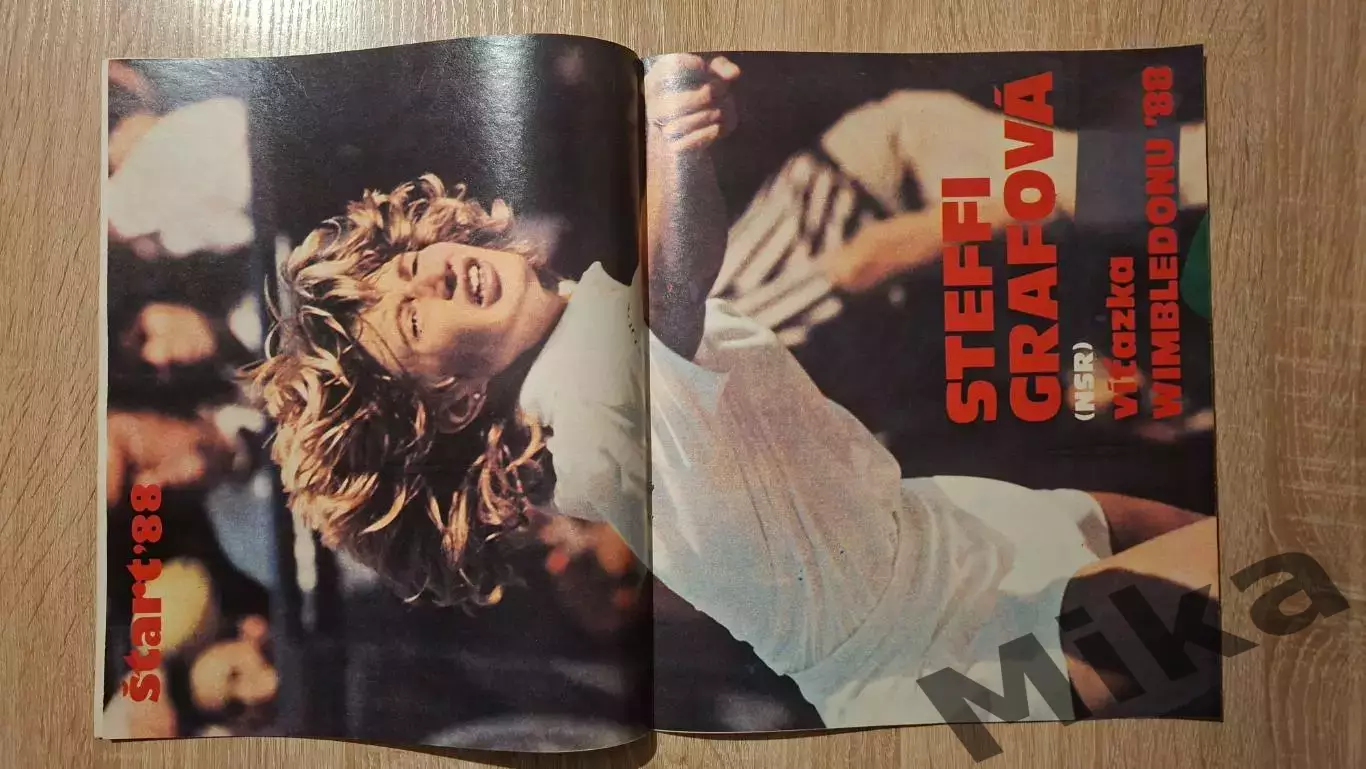 štart'88
STEFFI
GRAFOVÁ
(NSR)
víťazka
WIMBLEDONU '88
Mika